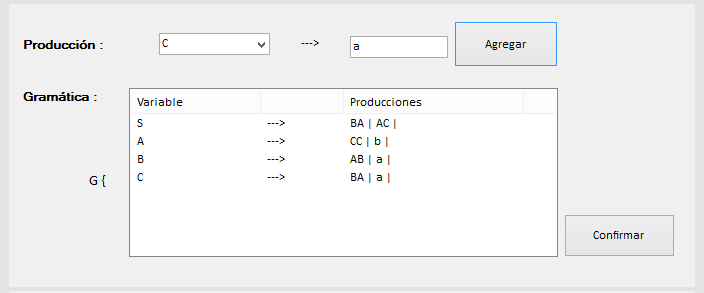 Producción : C ---> a Agregar
Gramática :
Variable Producciones
S ---> BA | AC |
A ---> CC | b |
B ---> AB | a |
G { C ---> BA | a |
Confirmar